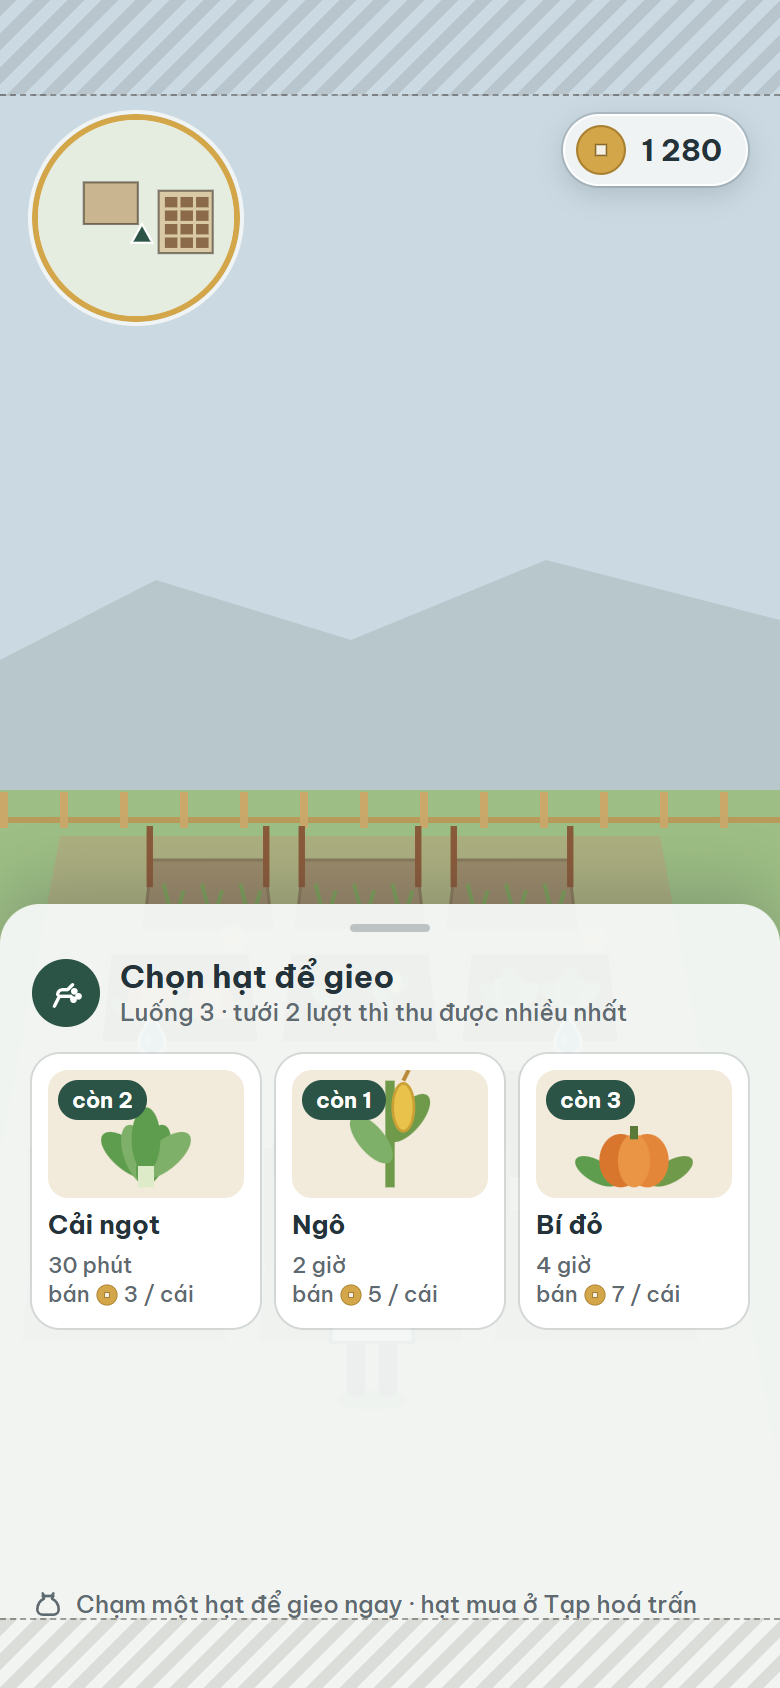 1 280
Chọn hạt để gieo
Luống 3 · tưới 2 lượt thì thu được nhiều nhất
còn 2
Cải ngọt
30 phút
bán 3 / cái
còn 1
Ngô
2 giờ
bán 5 / cái
còn 3
Bí đỏ
4 giờ
bán 7 / cái
Chạm một hạt để gieo ngay · hạt mua ở Tạp hoá trấn